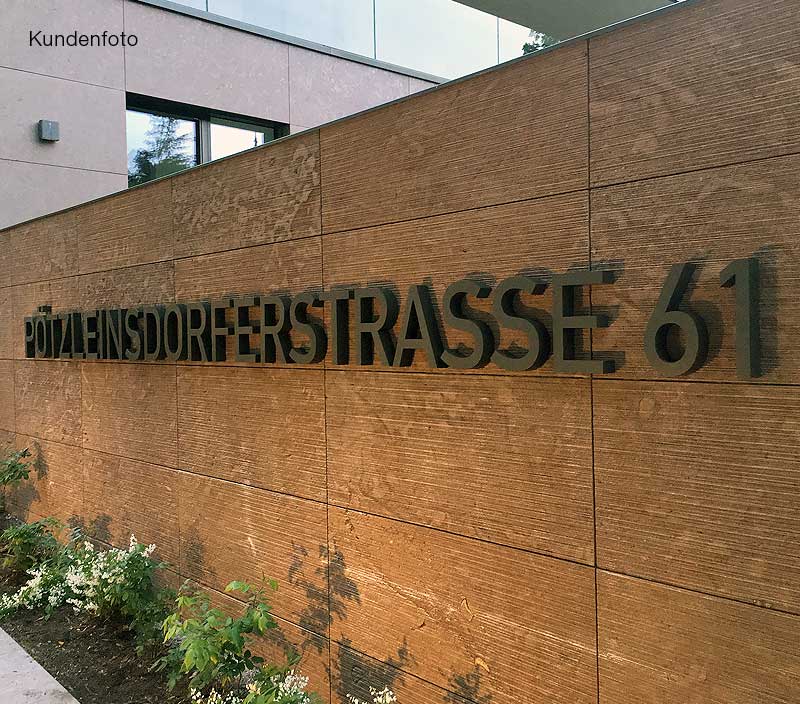 Kundenfoto
PÖTZLEINSDORFERSTRASSE 61